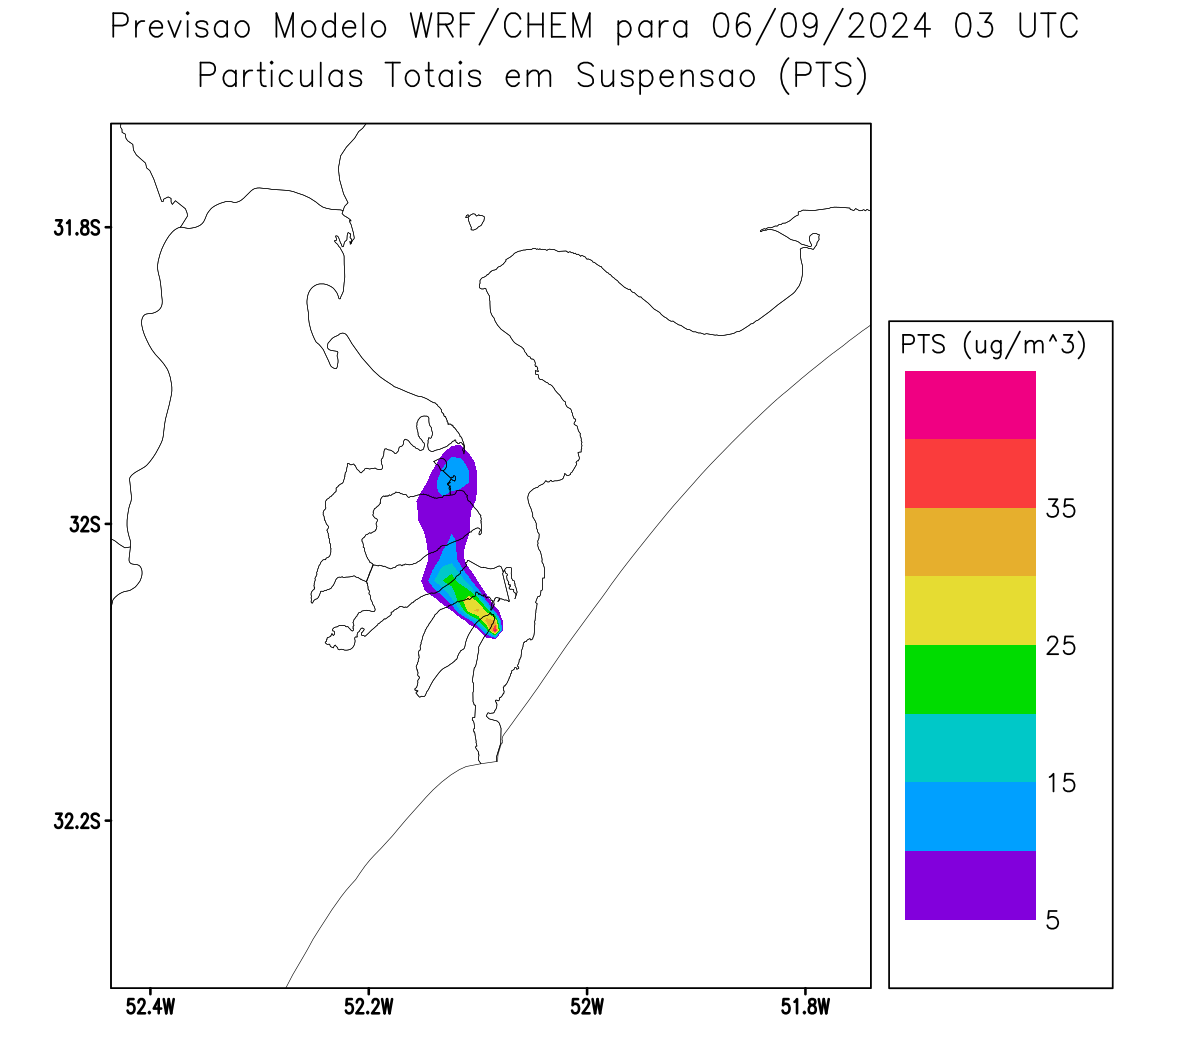 Previsao Modelo WRF/CHEM para 06/09/2024 03 UTC
Particulas Totais em Suspensao (PTS)
31.8S
32S
32.2S
52.4W
52.2W
52W
51.8W
PTS (ug/m^3)
35
25
15
5